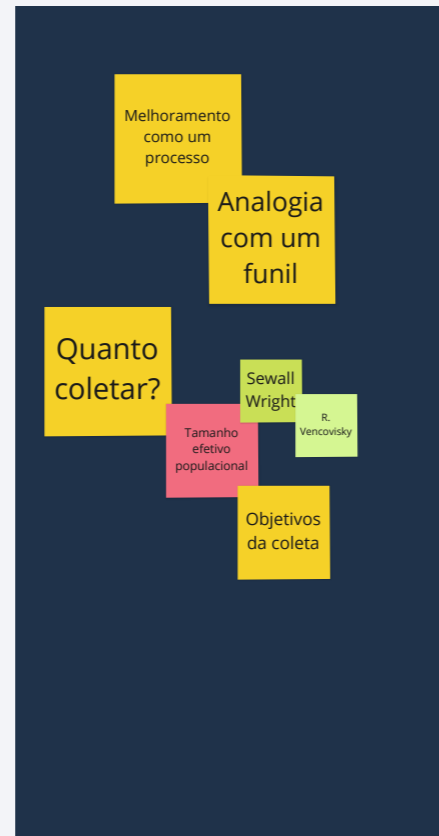 Melhoramento
como um
processo
Analogia
com um
funil
Quanto
coletar?
Sewall
Wright
R.
Vencovisky
Tamanho
efetivo
populacional
Objetivos
da coleta